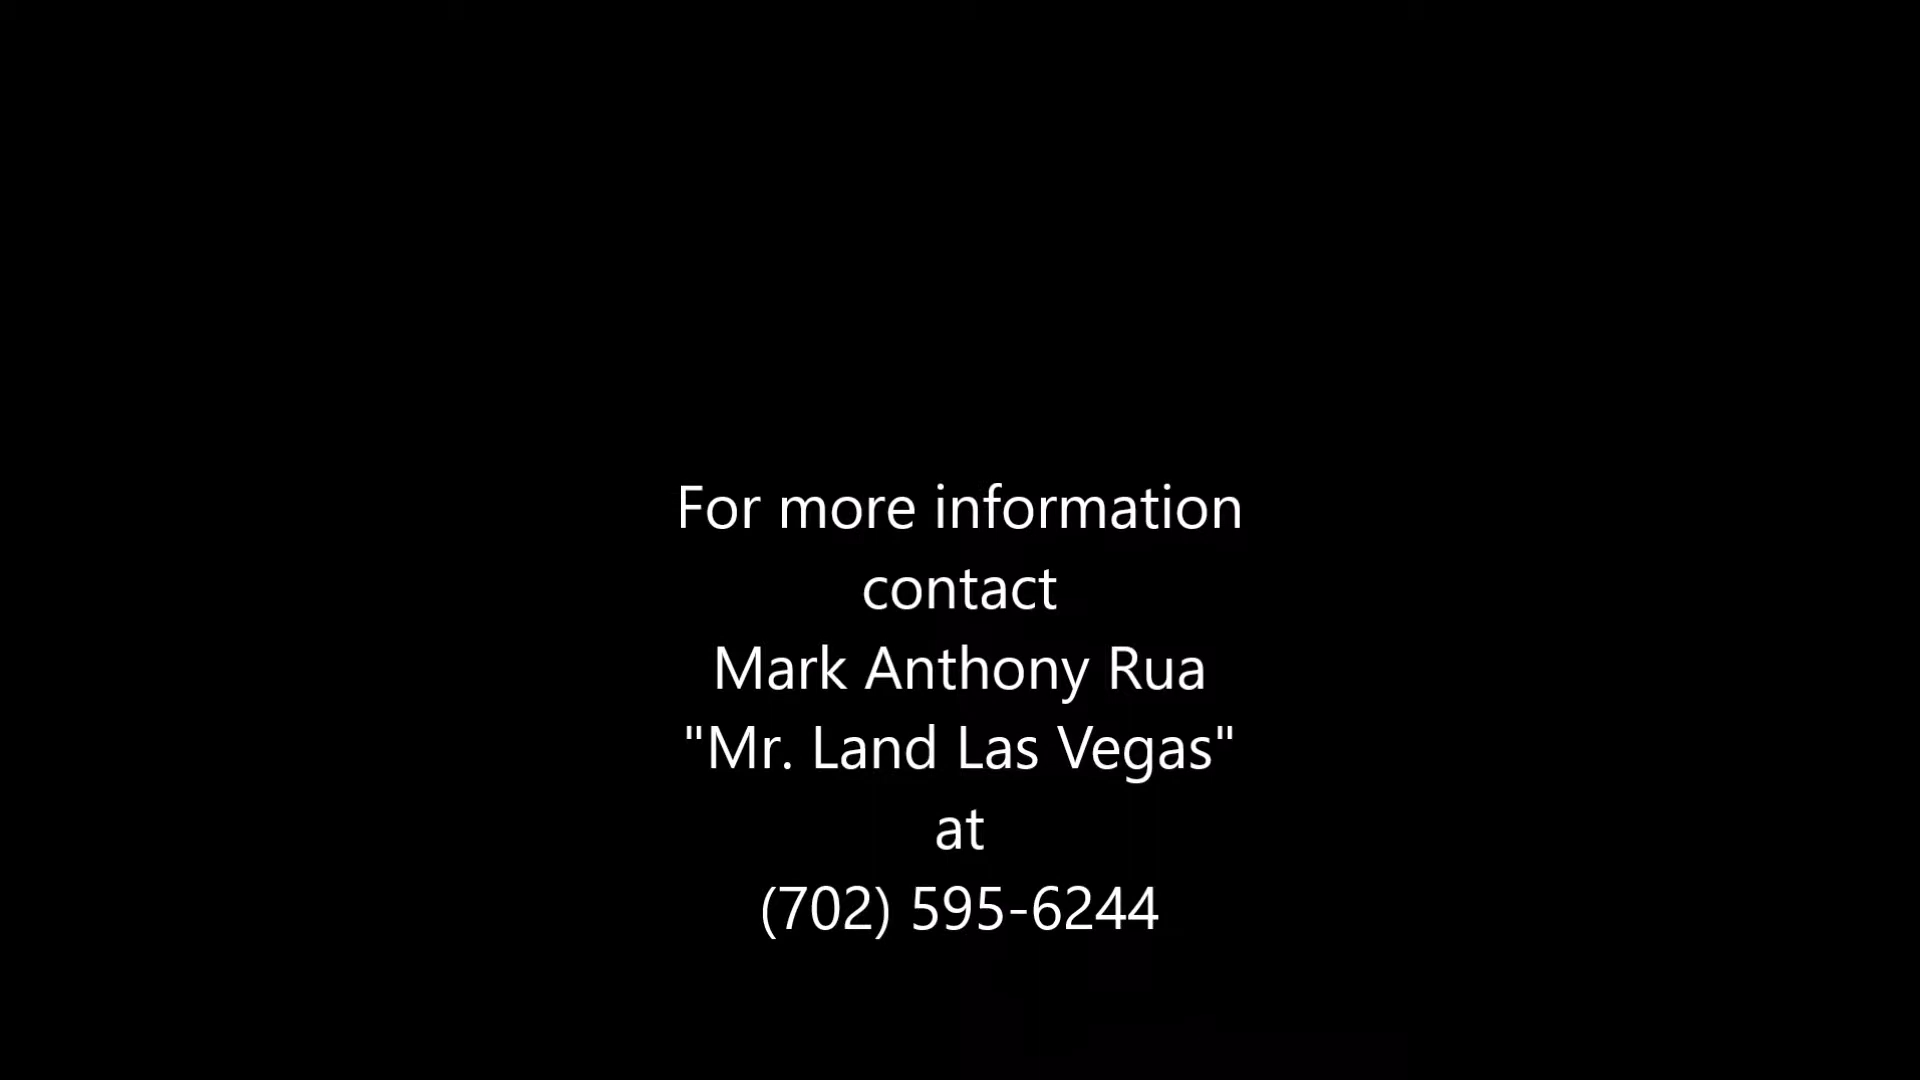 For more information
contact
Mark Anthony Rua
"Mr. Land Las Vegas"
at
(702) 595-6244